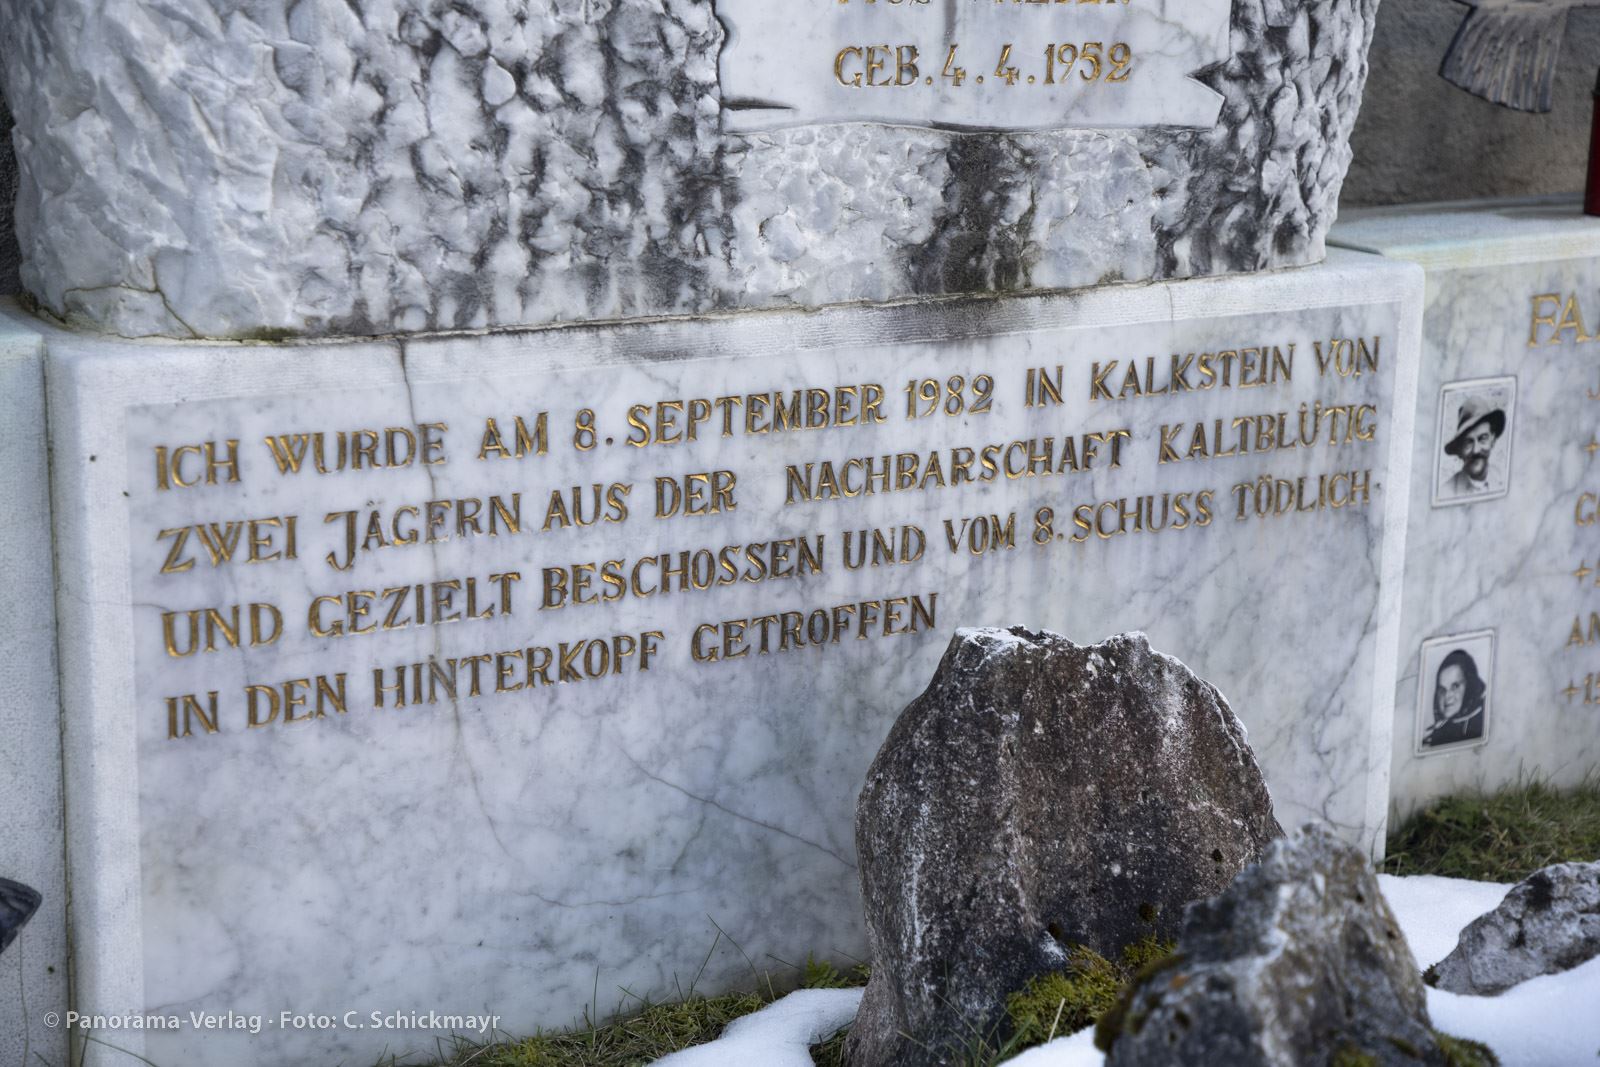 GEB. 4. 4. 1952
ICH WURDE AM 8. SEPTEMBER 1982 IN KALKSTEIN VON
ZWEI JÄGERN AUS DER NACHBARSCHAFT KALTBLÜTIG
UND GEZIELT BESCHOSSEN UND VOM 8. SCHUSS TÖDLICH
IN DEN HINTERKOPF GETROFFEN
FA
© Panorama-Verlag · Foto: C. Schickmayr